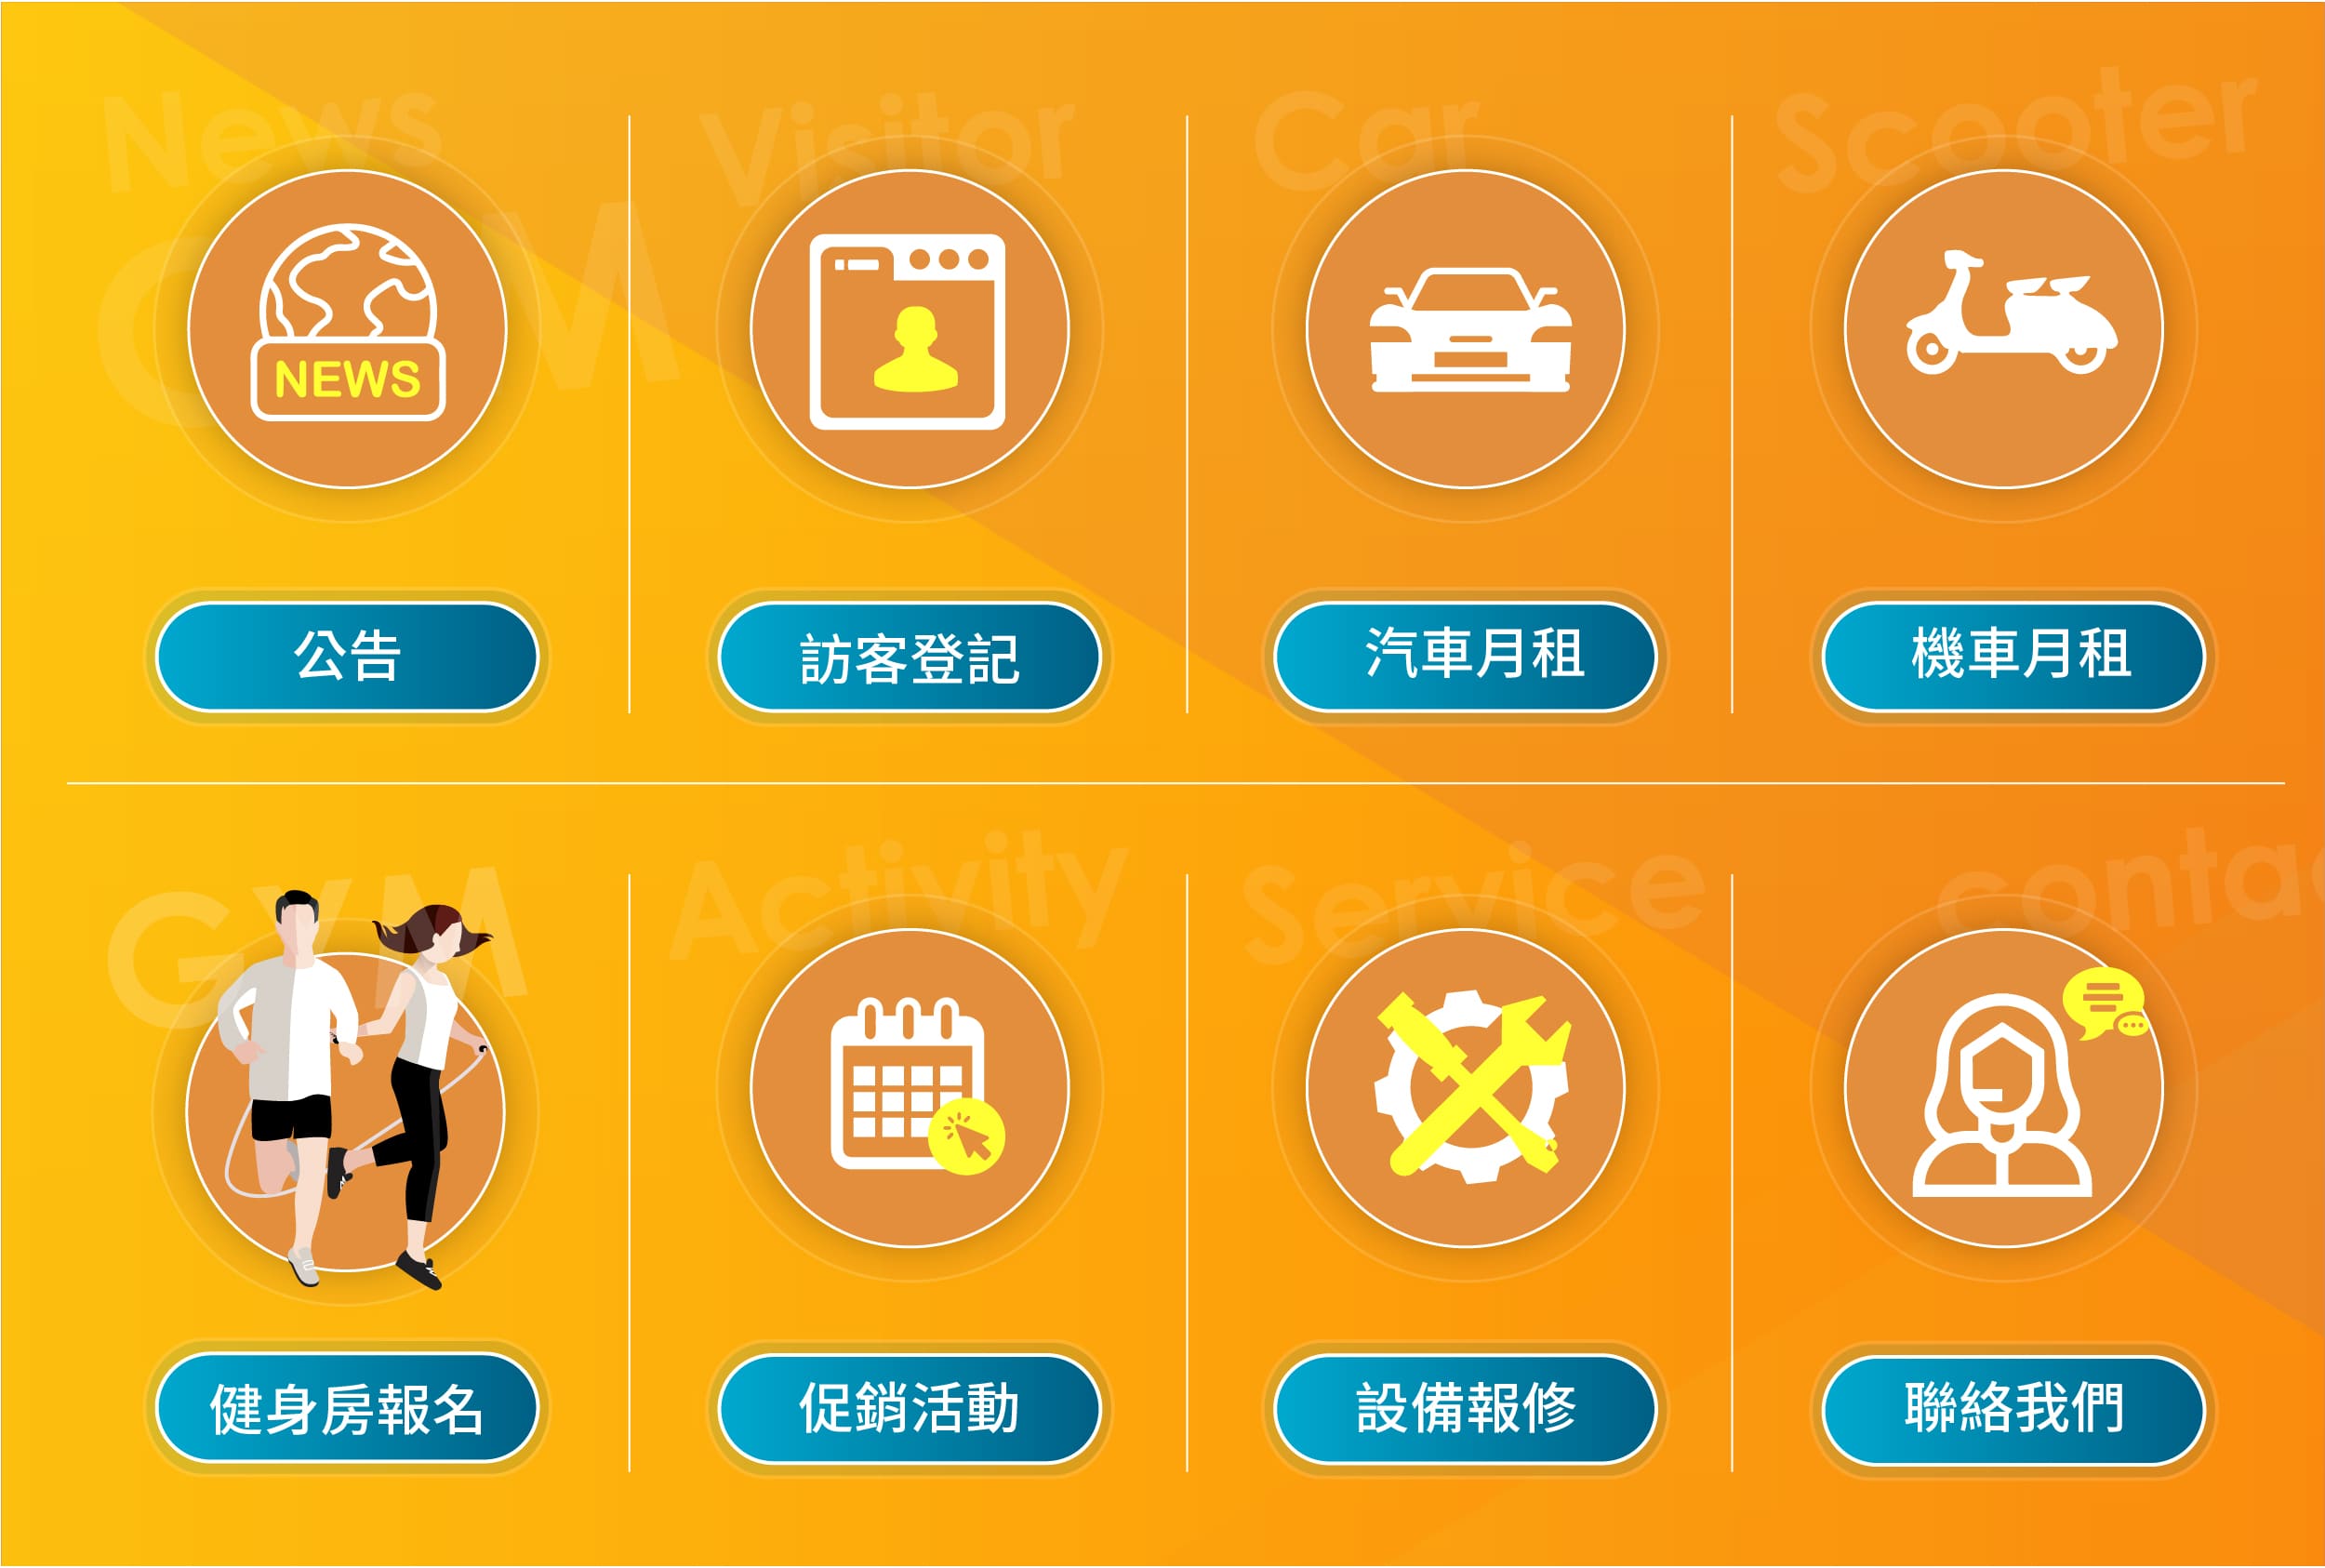 News
Visitor
Car
Scooter
NEWS
公告
訪客登記
汽車月租
機車月租
GYM
Activity
Service
contac
健身房報名
促銷活動
設備報修
聯絡我們